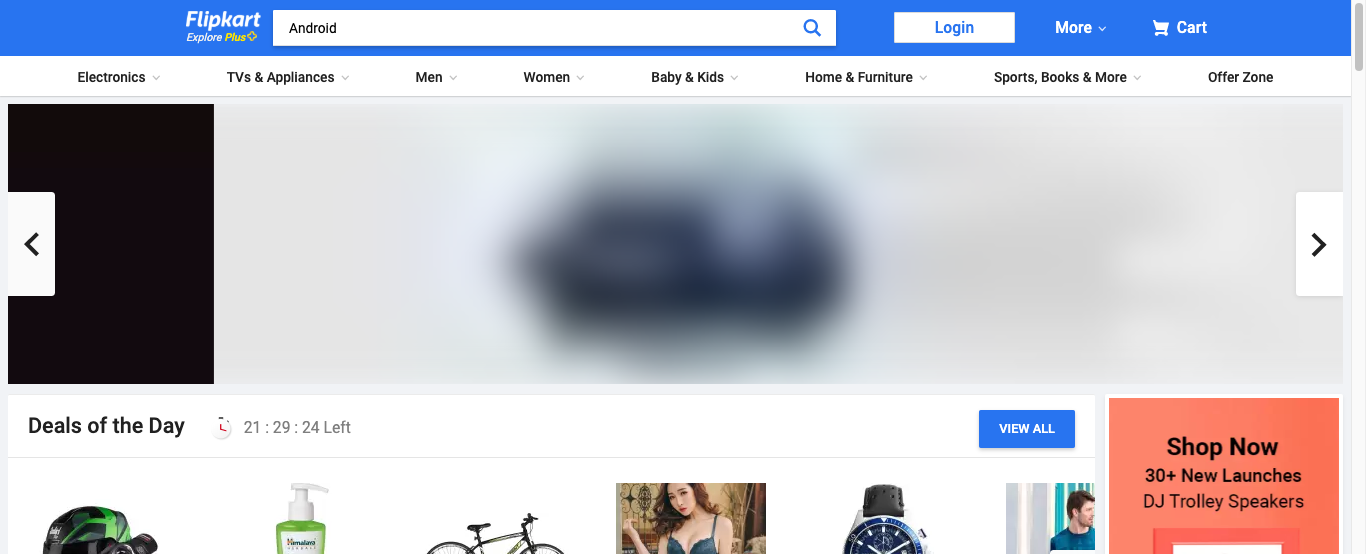 Flipkart
Explore Plus
Android
Login
More
Cart
Electronics
TVs & Appliances
Men
Women
Baby & Kids
Home & Furniture
Sports, Books & More
Offer Zone
Deals of the Day
21 : 29 : 24 Left
VIEW ALL
Shop Now
30+ New Launches
DJ Trolley Speakers
Himalaya
HERBALS